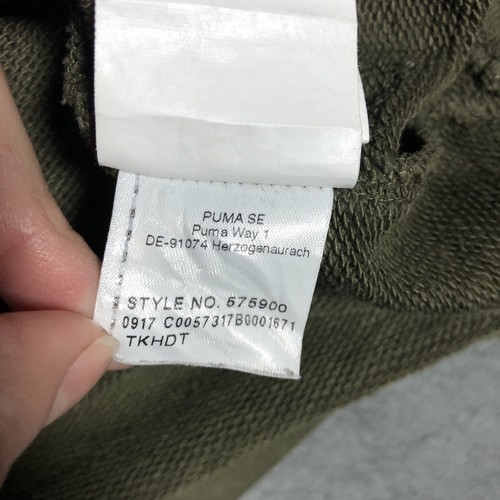 PUMA SE
Puma Way 1
DE-91074 Herzogenaurach
STYLE NO. 575900
0917 C0057317B0001671
TKHDT